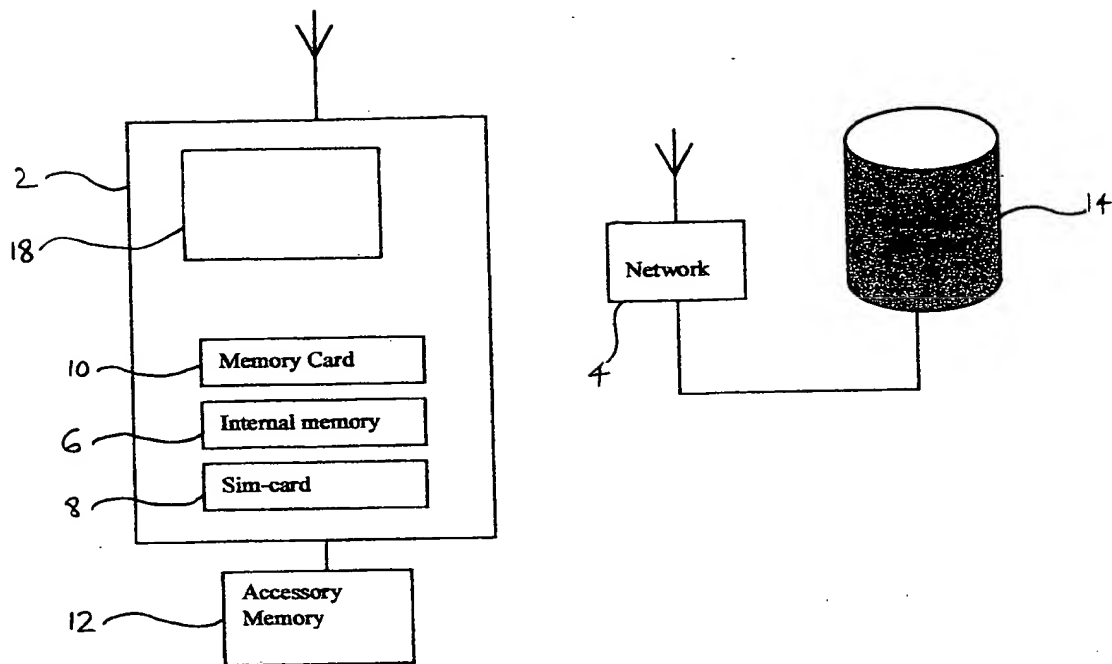 2
18
10
Memory Card
6
Internal memory
8
Sim-card
12
Accessory
Memory
Network
4
14